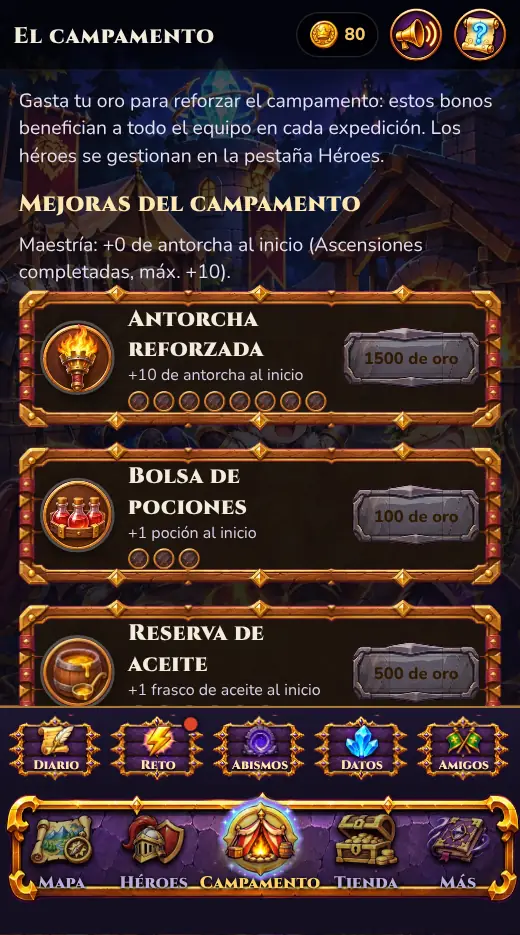 El campamento
80
Gasta tu oro para reforzar el campamento: estos bonos
benefician a todo el equipo en cada expedición. Los
héroes se gestionan en la pestaña Héroes.
Mejoras del campamento
Maestría: +0 de antorcha al inicio (Ascensiones
completadas, máx. +10).
Antorcha
reforzada
+10 de antorcha al inicio
1500 de oro
Bolsa de
pociones
+1 poción al inicio
100 de oro
Reserva de
aceite
+1 frasco de aceite al inicio
500 de oro
Diario
Reto
Abismos
Datos
Amigos
Mapa
Héroes
Campamento
Tienda
Más